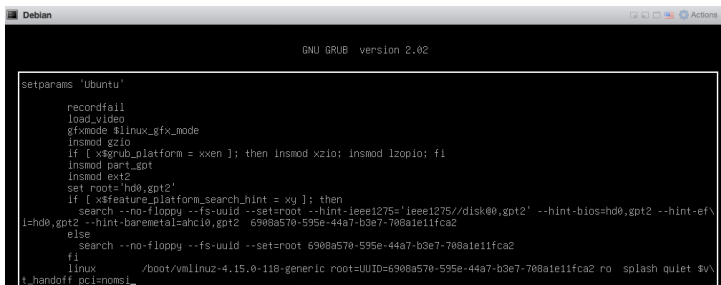 Debian
Actions
GNU GRUB  version 2.02
setparams 'Ubuntu'
recordfail
load_video
gfxmode $linux_gfx_mode
insmod gzio
if [ x$grub_platform = xxen ]; then insmod xzio; insmod lzopio; fi
insmod part_gpt
insmod ext2
set root='hd0,gpt2'
if [ x$feature_platform_search_hint = xy ]; then
search --no-floppy --fs-uuid --set=root --hint-ieee1275='ieee1275//disk@0,gpt2' --hint-bios=hd0,gpt2 --hint-ef\
i=hd0,gpt2 --hint-baremetal=ahci0,gpt2  6908a570-595e-44a7-b3e7-708a1e11fca2
else
search --no-floppy --fs-uuid --set=root 6908a570-595e-44a7-b3e7-708a1e11fca2
fi
linux        /boot/vmlinuz-4.15.0-118-generic root=UUID=6908a570-595e-44a7-b3e7-708a1e11fca2 ro  splash quiet $v\
t_handoff pci=nomsi_